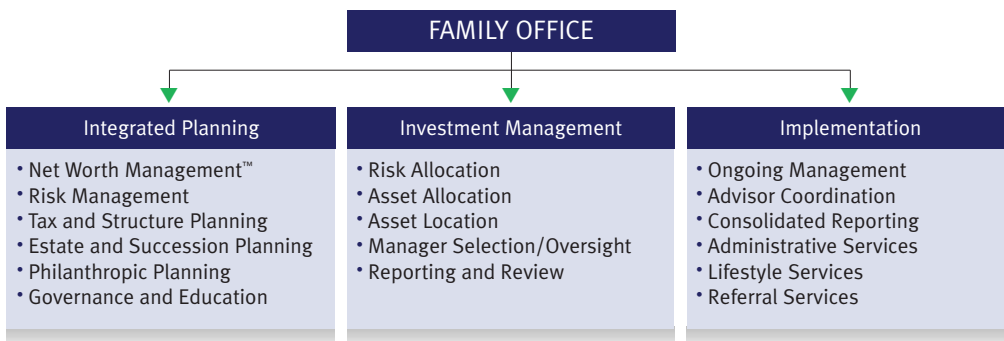 FAMILY OFFICE
Integrated Planning
• Net Worth Management™
• Risk Management
• Tax and Structure Planning
• Estate and Succession Planning
• Philanthropic Planning
• Governance and Education
Investment Management
• Risk Allocation
• Asset Allocation
• Asset Location
• Manager Selection/Oversight
• Reporting and Review
Implementation
• Ongoing Management
• Advisor Coordination
• Consolidated Reporting
• Administrative Services
• Lifestyle Services
• Referral Services